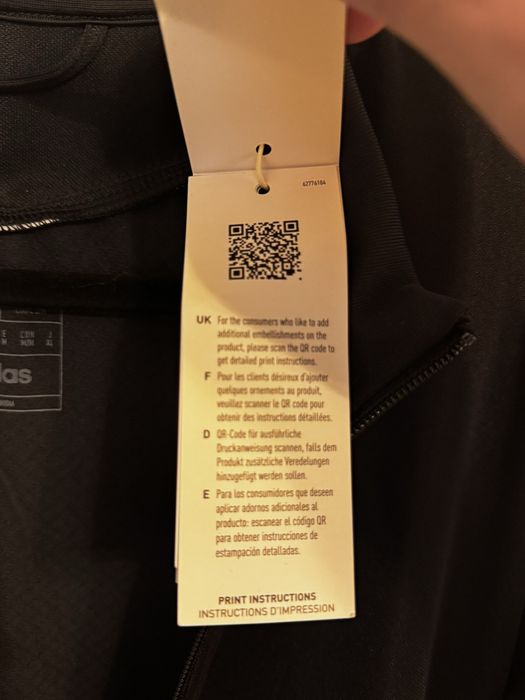 62776104
UK For the consumers who like to add
additional embellishments on the
product, please scan the QR code to
get detailed print instructions.
F Pour les clients désireux d'ajouter
quelques ornements au produit,
veuillez scanner le QR code pour
obtenir des instructions détaillées.
D QR-Code für ausführliche
Druckanweisung scannen, falls dem
Produkt zusätzliche Veredelungen
hinzugefügt werden sollen.
E Para los consumidores que deseen
aplicar adornos adicionales al
producto: escanear el código QR
para obtener instrucciones de
estampación detalladas.
PRINT INSTRUCTIONS
INSTRUCTIONS D'IMPRESSION
das